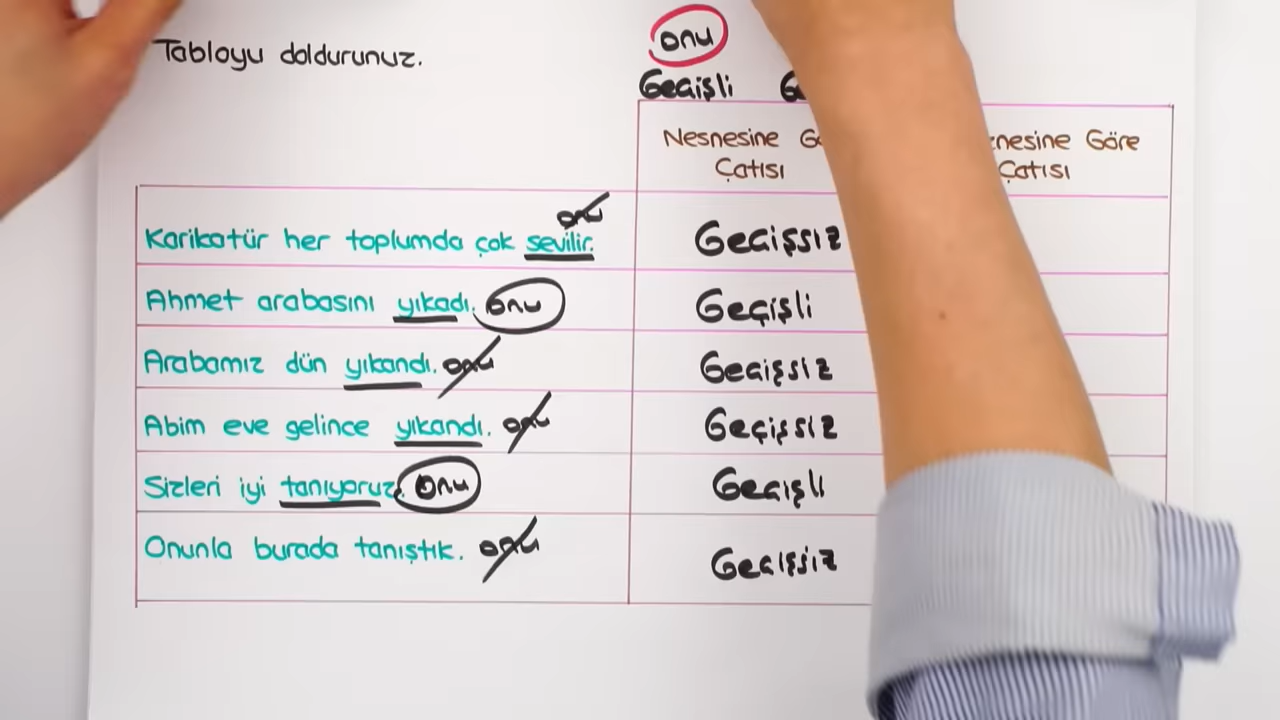 Tabloyu doldurunuz.
onu
Geçişli G
Nesnesine Gö
Çatısı
znesine Göre
Çatısı
onu
Karikatür her toplumda çok sevilir.
Geçişsiz
Ahmet arabasını yıkadı. onu
Geçişli
Arabamız dün yıkandı. onu
Geçişsiz
Abim eve gelince yıkandı. onu
Geçişsiz
Sizleri iyi tanıyoruz. onu
Geçişli
Onunla burada tanıştık. onu
Geçişsiz